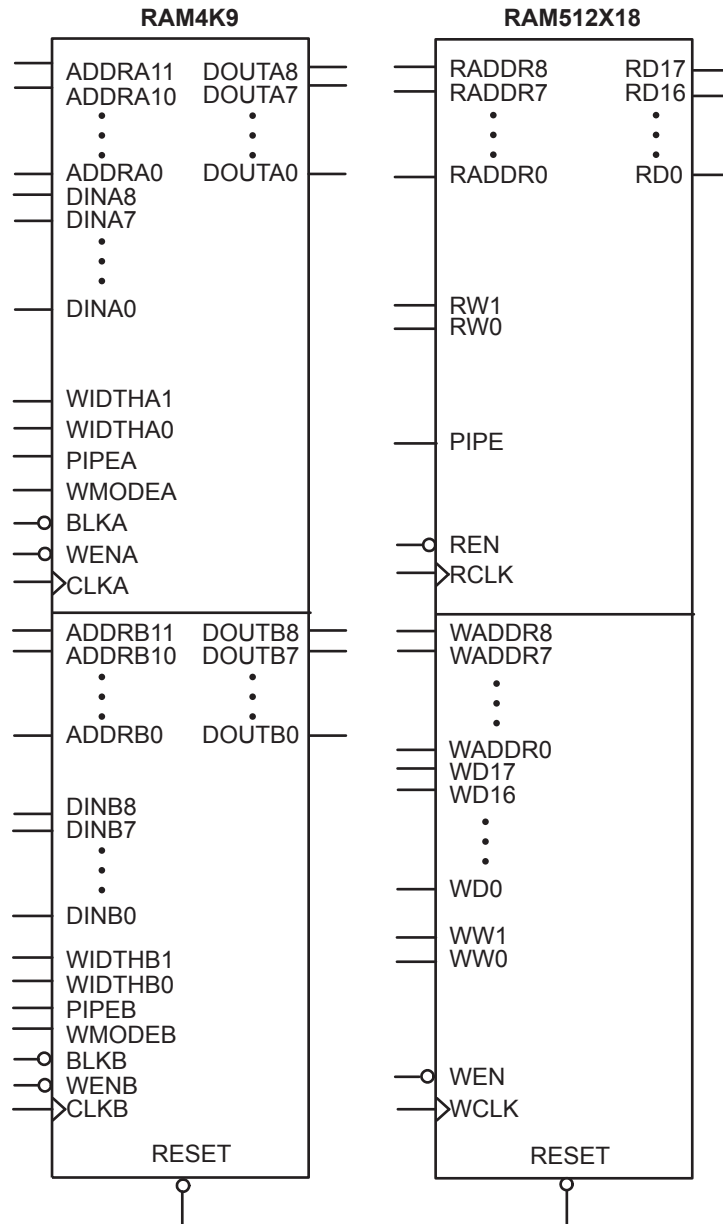 RAM4K9
ADDRA11 DOUTA8
ADDRA10 DOUTA7
ADDRA0 DOUTA0
DINA8
DINA7
DINA0
WIDTHA1
WIDTHA0
PIPEA
WMODEA
BLKA
WENA
CLKA
ADDRB11 DOUTB8
ADDRB10 DOUTB7
ADDRB0 DOUTB0
DINB8
DINB7
DINB0
WIDTHB1
WIDTHB0
PIPEB
WMODEB
BLKB
WENB
CLKB
RESET
RAM512X18
RADDR8 RD17
RADDR7 RD16
RADDR0 RD0
RW1
RW0
PIPE
REN
RCLK
WADDR8
WADDR7
WADDR0
WD17
WD16
WD0
WW1
WW0
WEN
WCLK
RESET